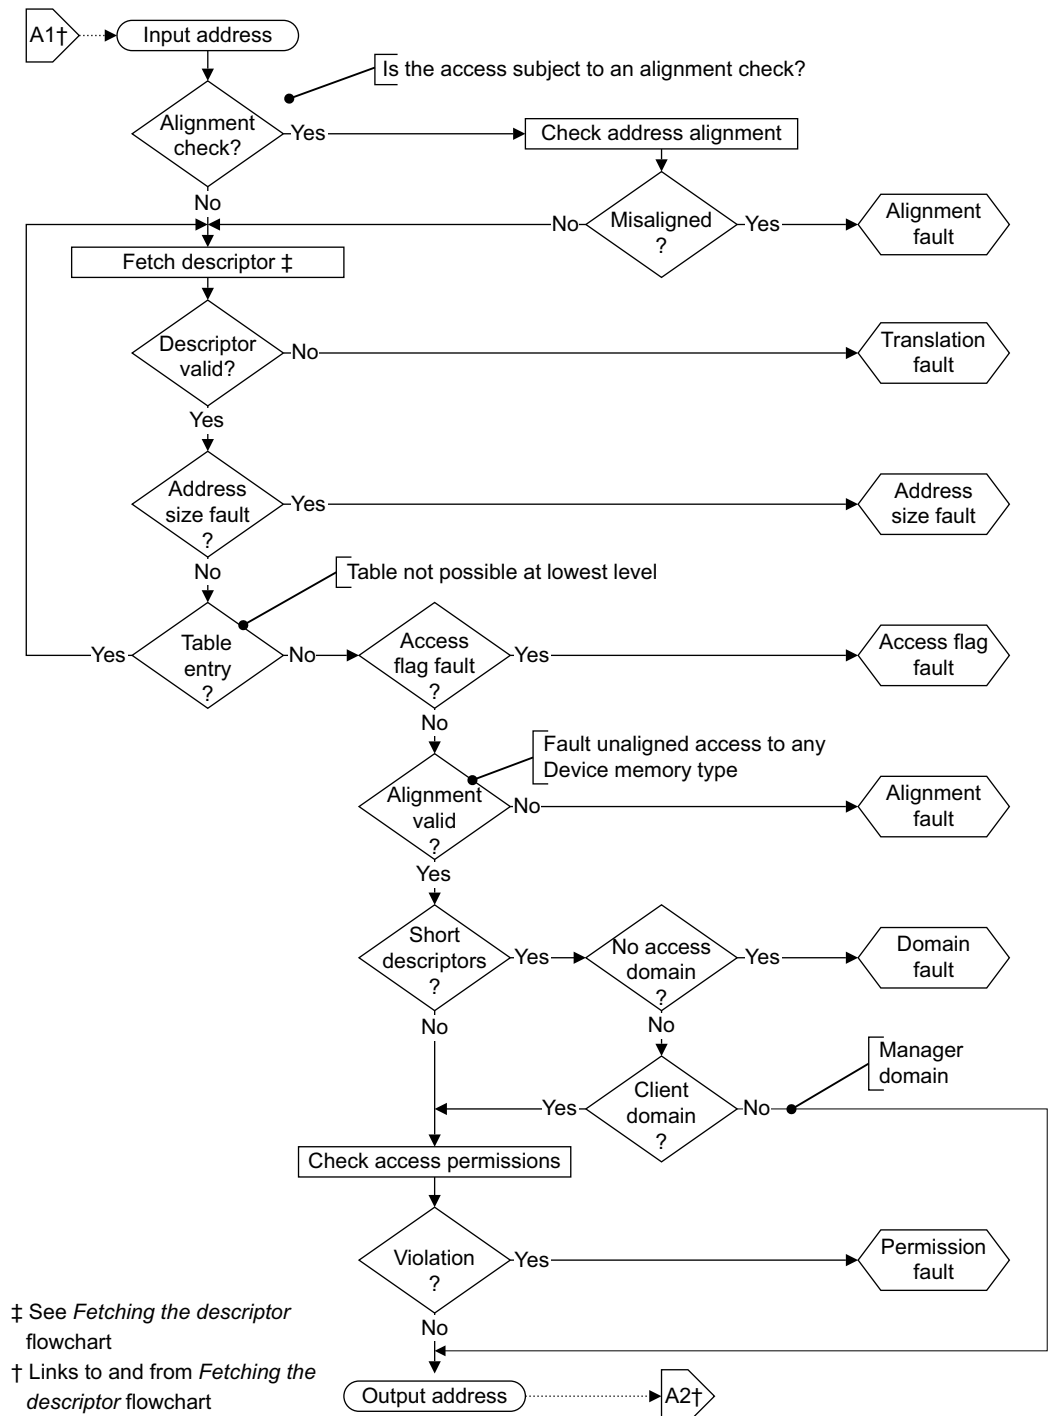 A1†
Input address
Is the access subject to an alignment check?
Alignment
check?
Yes
Check address alignment
No
Misaligned
?
No
Yes
Alignment
fault
Fetch descriptor ‡
Descriptor
valid?
No
Translation
fault
Yes
Address
size fault
?
Yes
Address
size fault
No
Table not possible at lowest level
Table
entry
?
Yes
No
Access
flag fault
?
Yes
Access flag
fault
No
Fault unaligned access to any
Device memory type
Alignment
valid
?
No
Alignment
fault
Yes
Short
descriptors
?
Yes
No access
domain
?
Yes
Domain
fault
No
No
Manager
domain
Client
domain
?
Yes
No
Check access permissions
Violation
?
Yes
Permission
fault
No
‡ See Fetching the descriptor
flowchart
† Links to and from Fetching the
descriptor flowchart
Output address
A2†